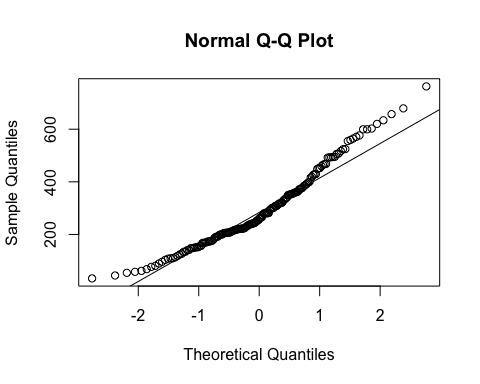 Normal Q-Q Plot
Sample Quantiles
600
400
200
-2 -1 0 1 2
Theoretical Quantiles